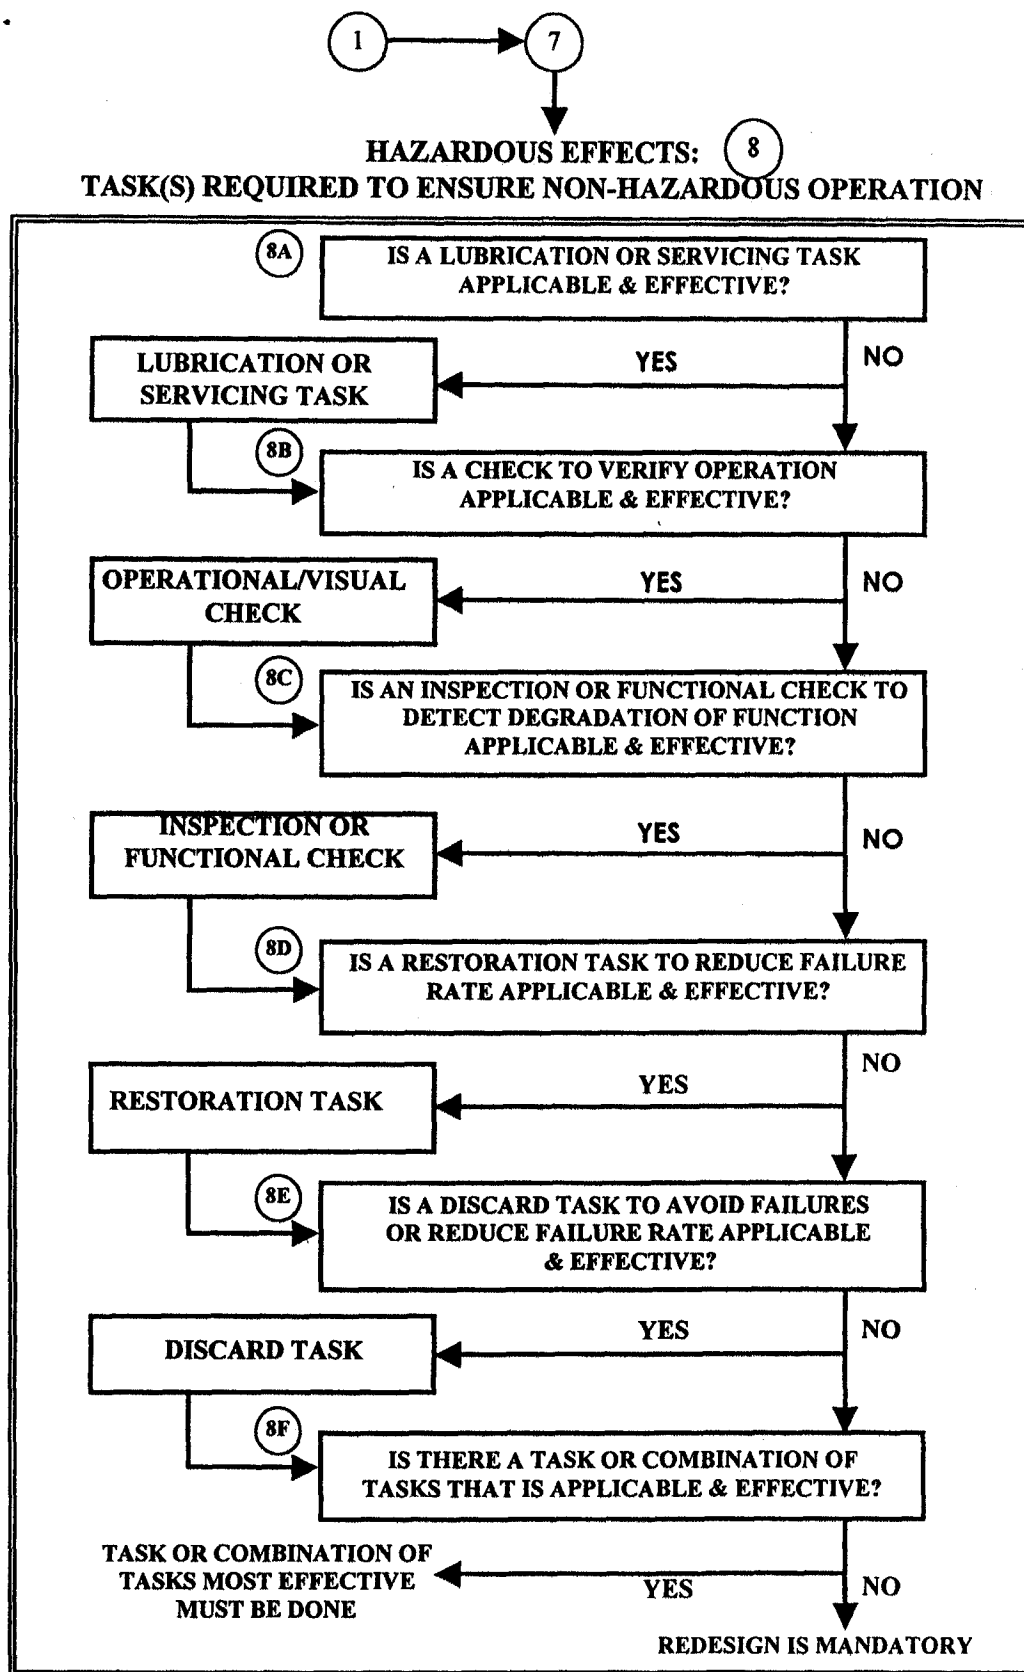 1
7
HAZARDOUS EFFECTS:
8
TASK(S) REQUIRED TO ENSURE NON-HAZARDOUS OPERATION
8A
IS A LUBRICATION OR SERVICING TASK
APPLICABLE & EFFECTIVE?
YES
NO
LUBRICATION OR
SERVICING TASK
8B
IS A CHECK TO VERIFY OPERATION
APPLICABLE & EFFECTIVE?
YES
NO
OPERATIONAL/VISUAL
CHECK
8C
IS AN INSPECTION OR FUNCTIONAL CHECK TO
DETECT DEGRADATION OF FUNCTION
APPLICABLE & EFFECTIVE?
YES
NO
INSPECTION OR
FUNCTIONAL CHECK
8D
IS A RESTORATION TASK TO REDUCE FAILURE
RATE APPLICABLE & EFFECTIVE?
YES
NO
RESTORATION TASK
8E
IS A DISCARD TASK TO AVOID FAILURES
OR REDUCE FAILURE RATE APPLICABLE
& EFFECTIVE?
YES
NO
DISCARD TASK
8F
IS THERE A TASK OR COMBINATION OF
TASKS THAT IS APPLICABLE & EFFECTIVE?
TASK OR COMBINATION OF
TASKS MOST EFFECTIVE
MUST BE DONE
YES
NO
REDESIGN IS MANDATORY